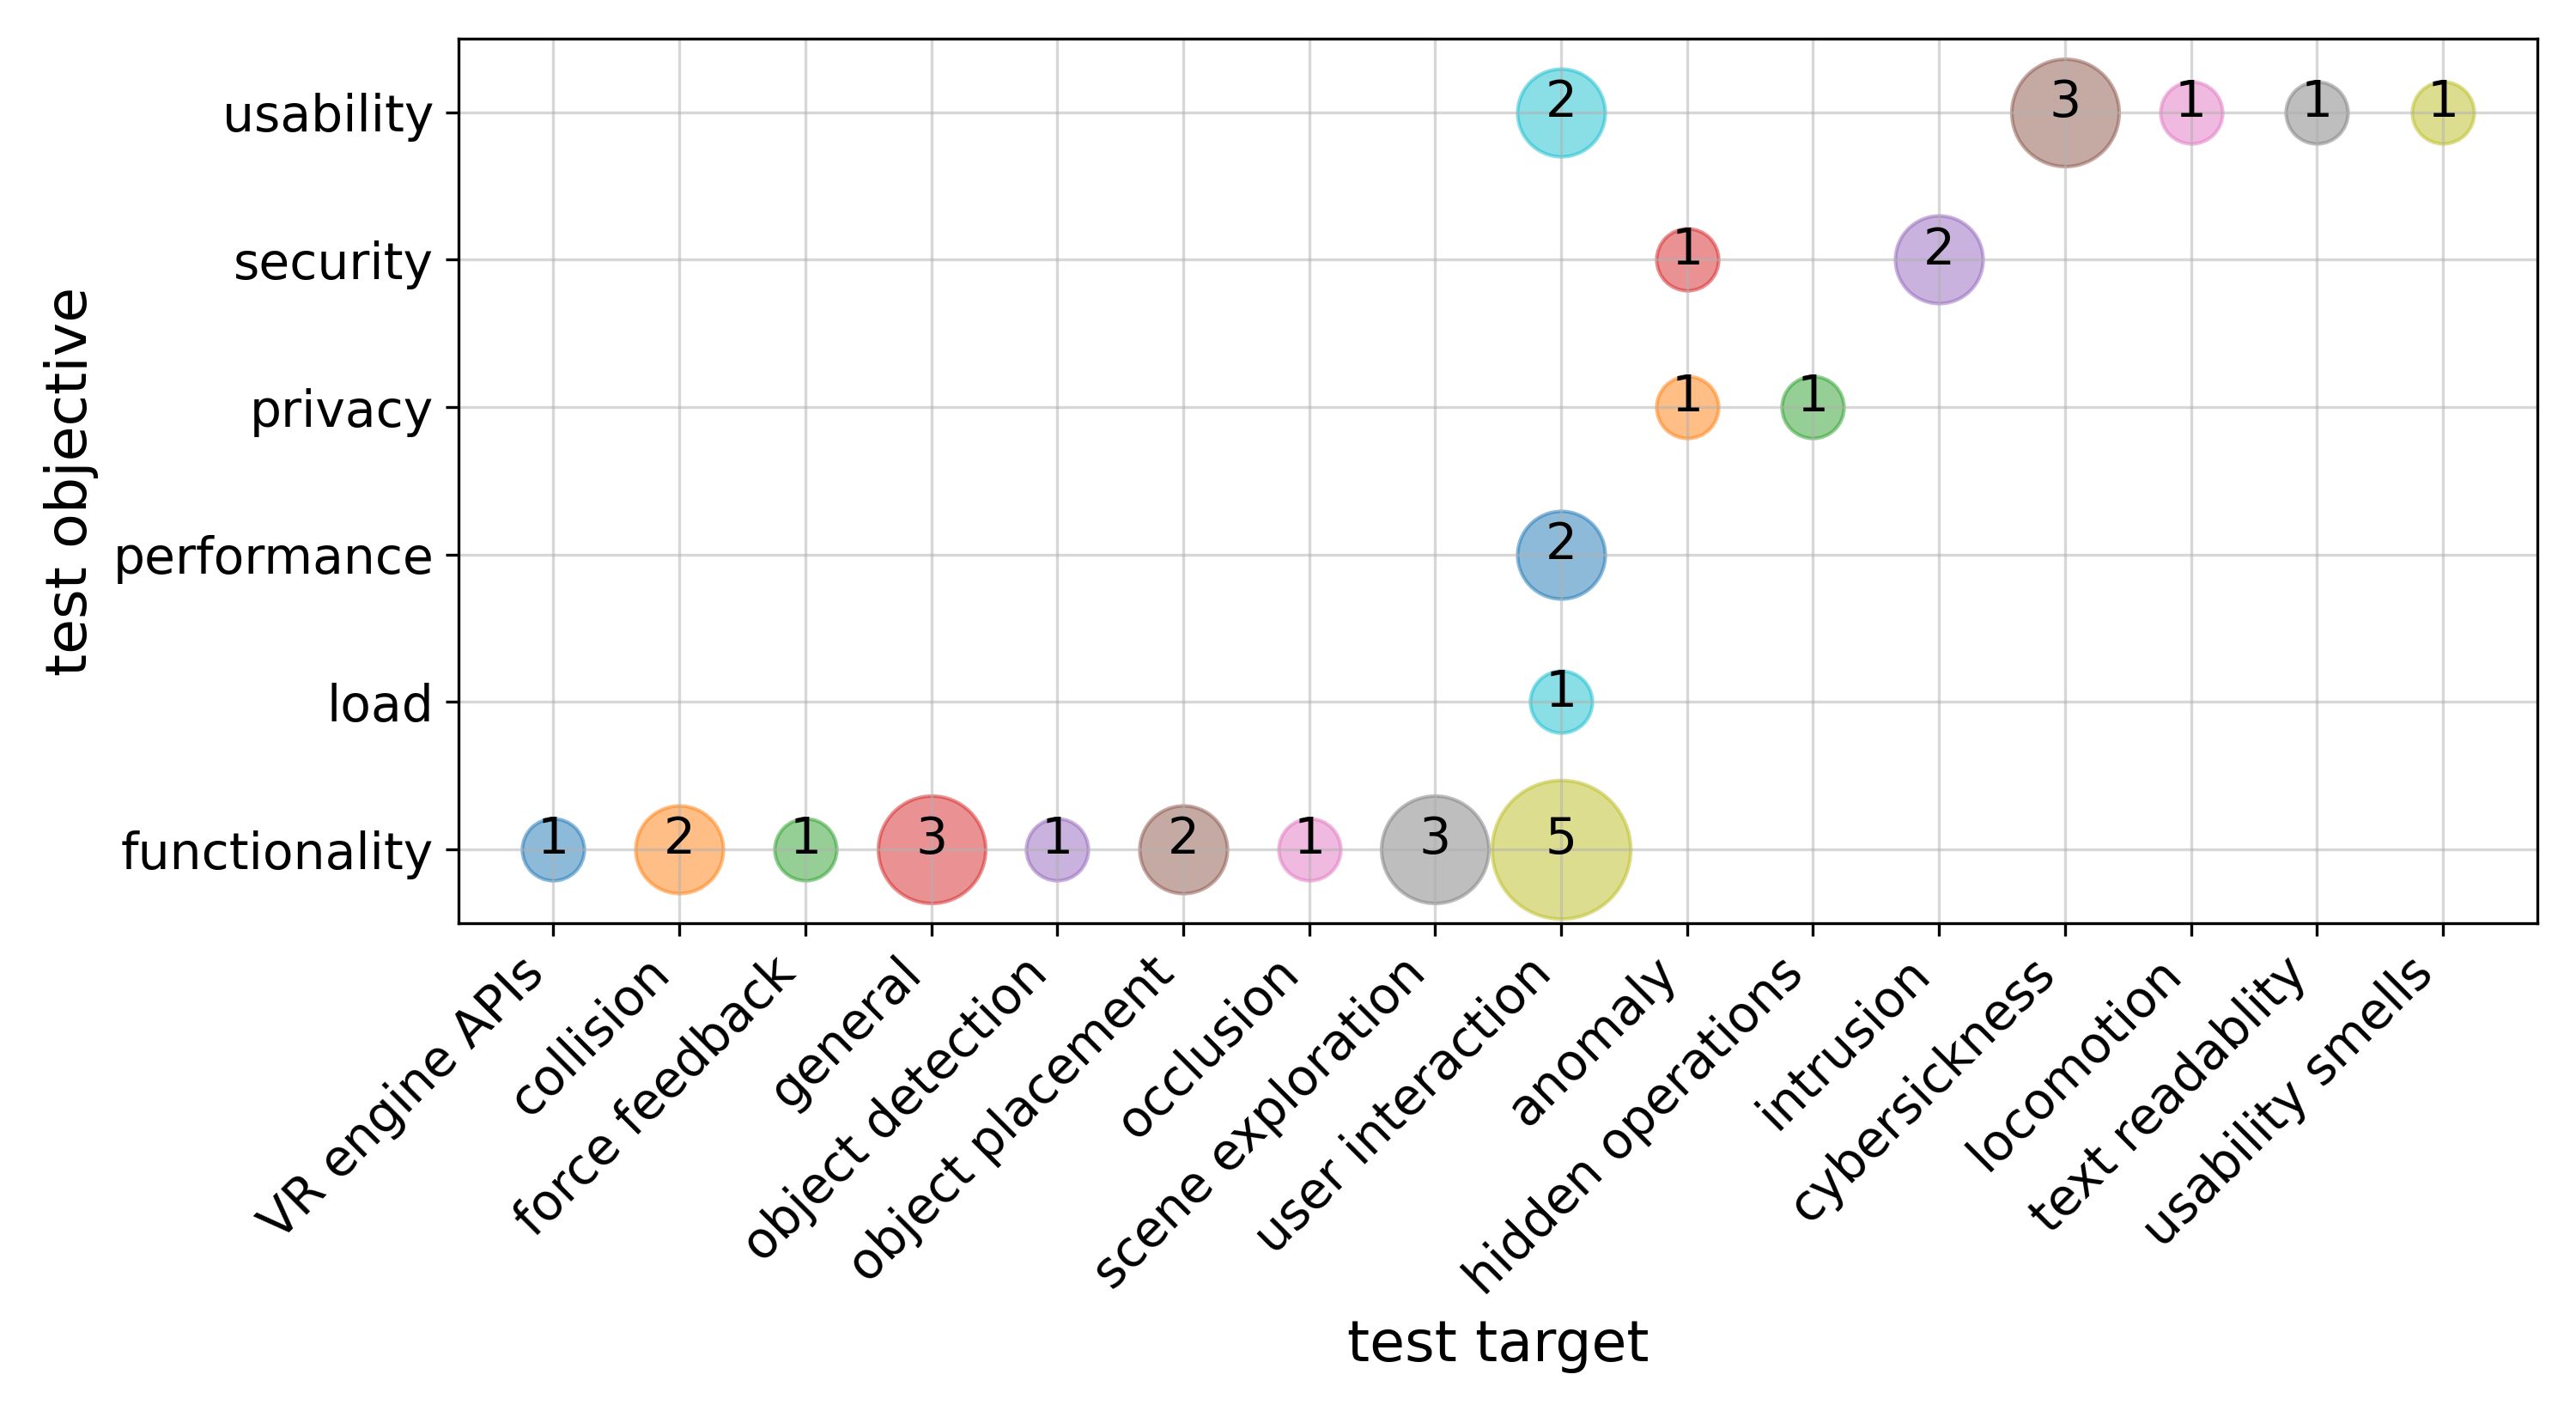 test objective
usability
2
3
1
1
1
security
1
2
privacy
1
1
performance
2
load
1
functionality
1
2
1
3
1
2
1
3
5
VR engine APIs
collision
force feedback
general
object detection
object placement
occlusion
scene exploration
user interaction
anomaly
hidden operations
intrusion
cybersickness
locomotion
text readablity
usability smells
test target